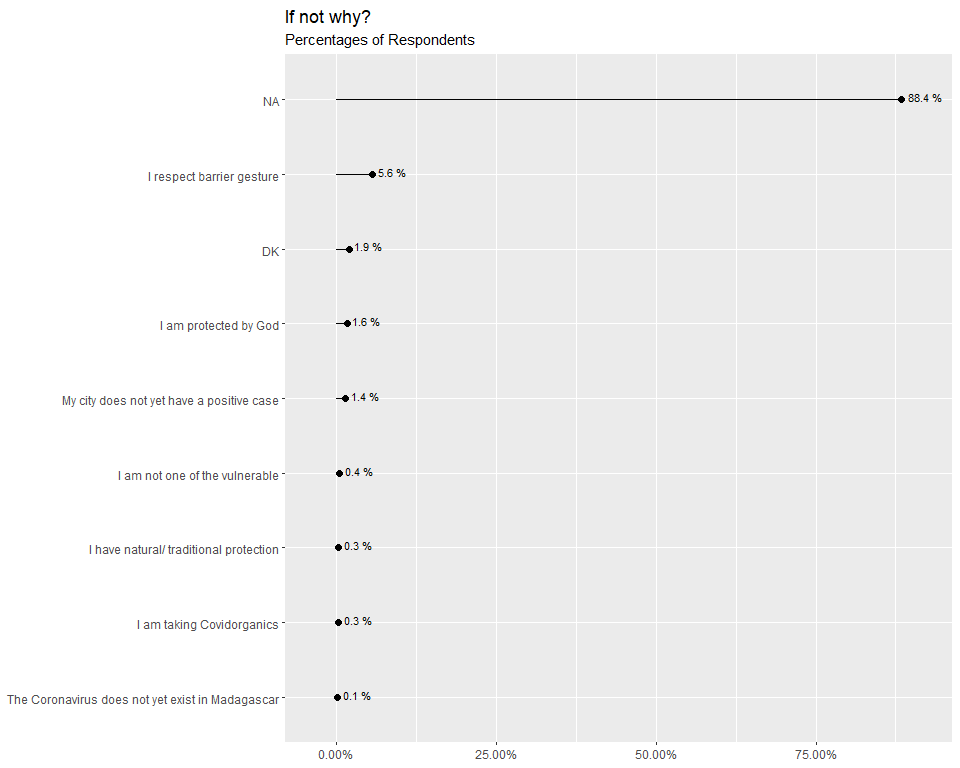 If not why?
Percentages of Respondents
NA
88.4 %
I respect barrier gesture
5.6 %
DK
1.9 %
I am protected by God
1.6 %
My city does not yet have a positive case
1.4 %
I am not one of the vulnerable
0.4 %
I have natural/ traditional protection
0.3 %
I am taking Covidorganics
0.3 %
The Coronavirus does not yet exist in Madagascar
0.1 %
0.00% 25.00% 50.00% 75.00%